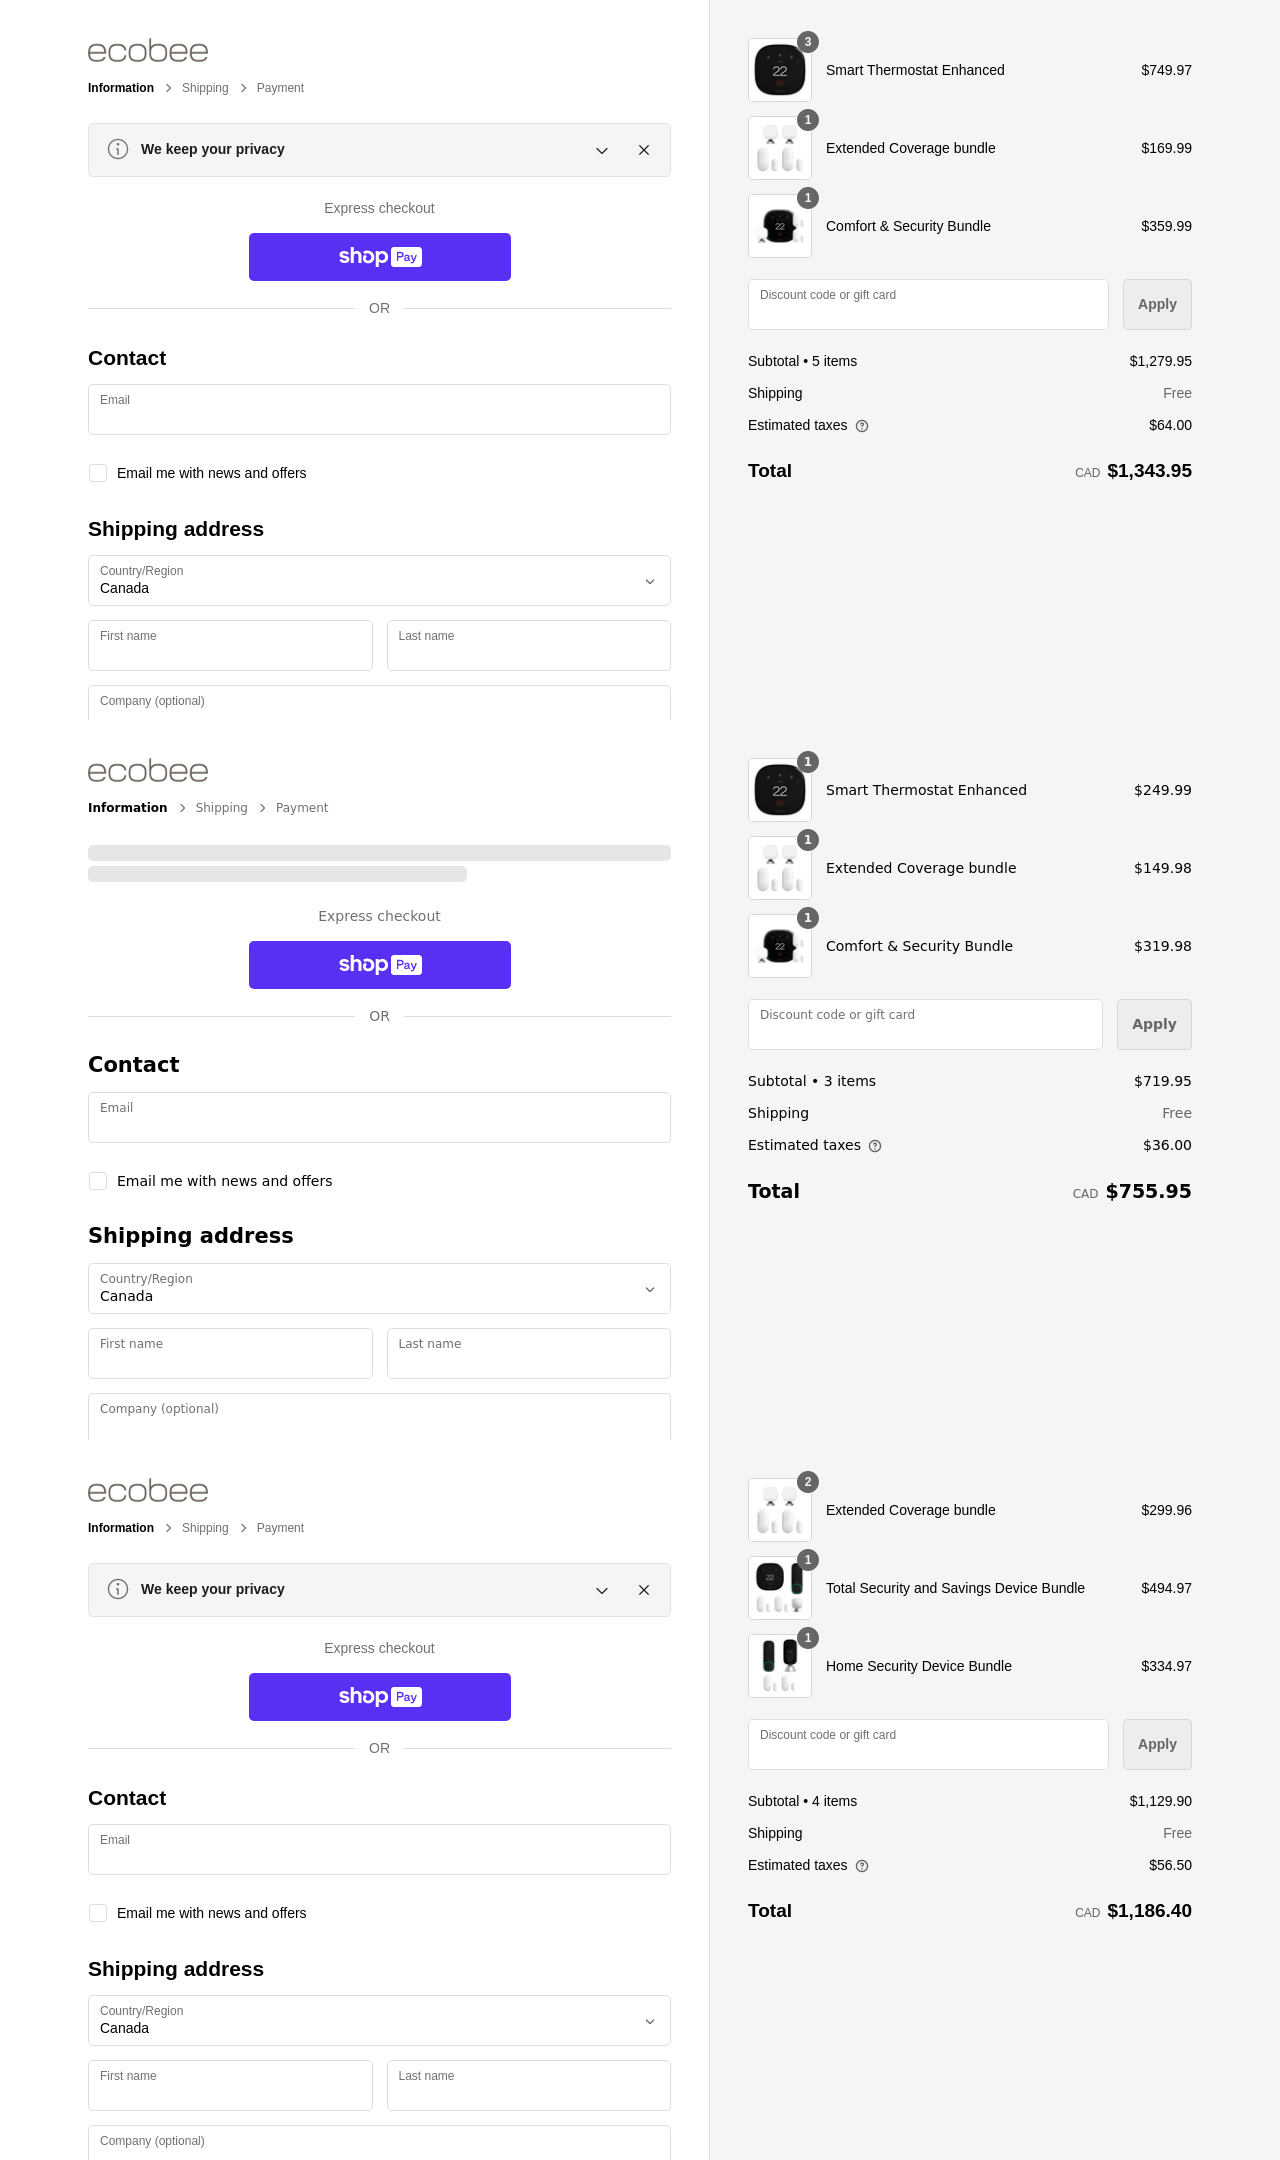 ecobee
Information Shipping Payment
We keep your privacy
Express checkout
shop Pay
OR
Contact
Email
Email me with news and offers
Shipping address
Country/Region
Canada
First name Last name
Company (optional)
22
3
Smart Thermostat Enhanced $749.97
1
Extended Coverage bundle $169.99
22
1
Comfort & Security Bundle $359.99
Discount code or gift card
Apply
Subtotal • 5 items $1,279.95
Shipping Free
Estimated taxes $64.00
Total CAD $1,343.95
ecobee
Information Shipping Payment
Express checkout
shop Pay
OR
Contact
Email
Email me with news and offers
Shipping address
Country/Region
Canada
First name Last name
Company (optional)
22
1
Smart Thermostat Enhanced $249.99
1
Extended Coverage bundle $149.98
22
1
Comfort & Security Bundle $319.98
Discount code or gift card
Apply
Subtotal • 3 items $719.95
Shipping Free
Estimated taxes $36.00
Total CAD $755.95
ecobee
Information Shipping Payment
We keep your privacy
Express checkout
shop Pay
OR
Contact
Email
Email me with news and offers
Shipping address
Country/Region
Canada
First name Last name
Company (optional)
2
Extended Coverage bundle $299.96
22
1
Total Security and Savings Device Bundle $494.97
1
Home Security Device Bundle $334.97
Discount code or gift card
Apply
Subtotal • 4 items $1,129.90
Shipping Free
Estimated taxes $56.50
Total CAD $1,186.40